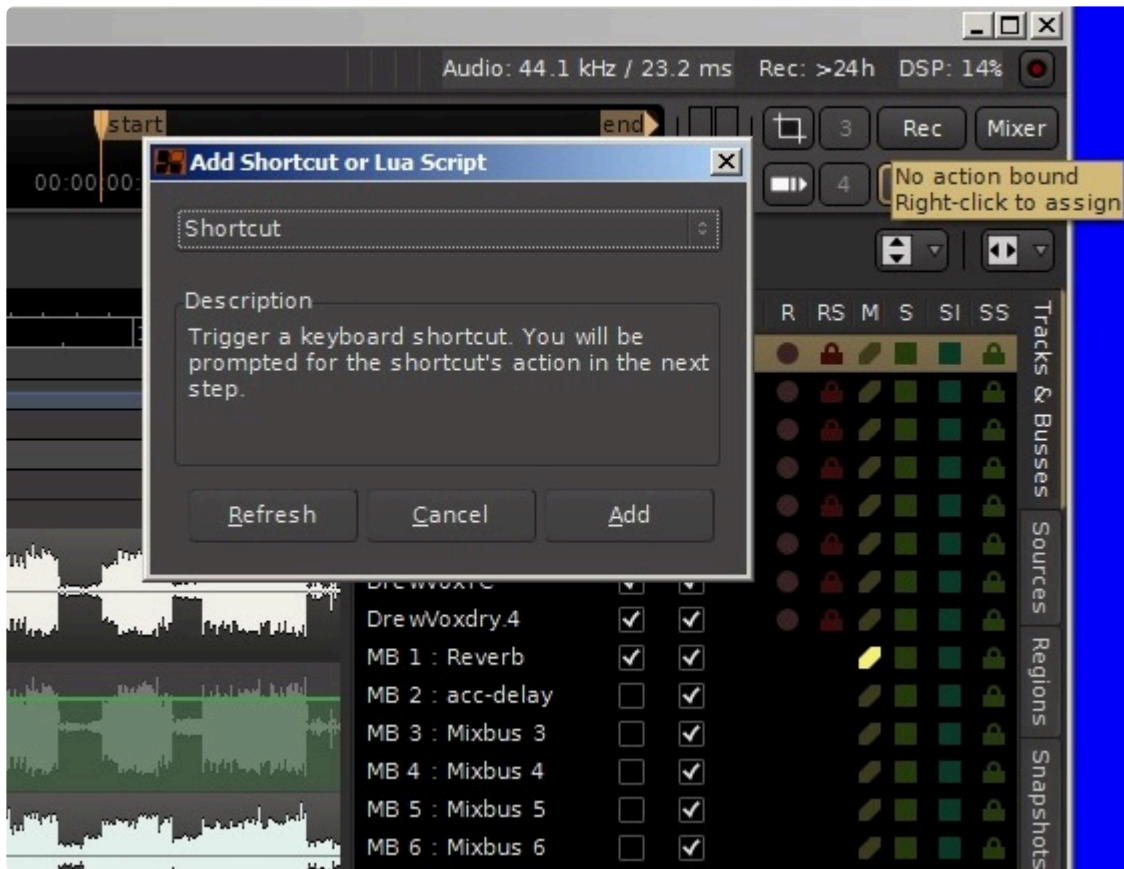 Audio: 44.1 kHz / 23.2 ms Rec: >24h DSP: 14%
start
end
3
Rec
Mixer
00:00:00:
4
No action bound
Right-click to assign
Add Shortcut or Lua Script
Shortcut
Description
Trigger a keyboard shortcut. You will be
prompted for the shortcut's action in the next
step.
Refresh
Cancel
Add
R RS M S SI SS
DrewVoxdry.4
MB 1 : Reverb
MB 2 : acc-delay
MB 3 : Mixbus 3
MB 4 : Mixbus 4
MB 5 : Mixbus 5
MB 6 : Mixbus 6
Tracks & Busses
Sources
Regions
Snapshots